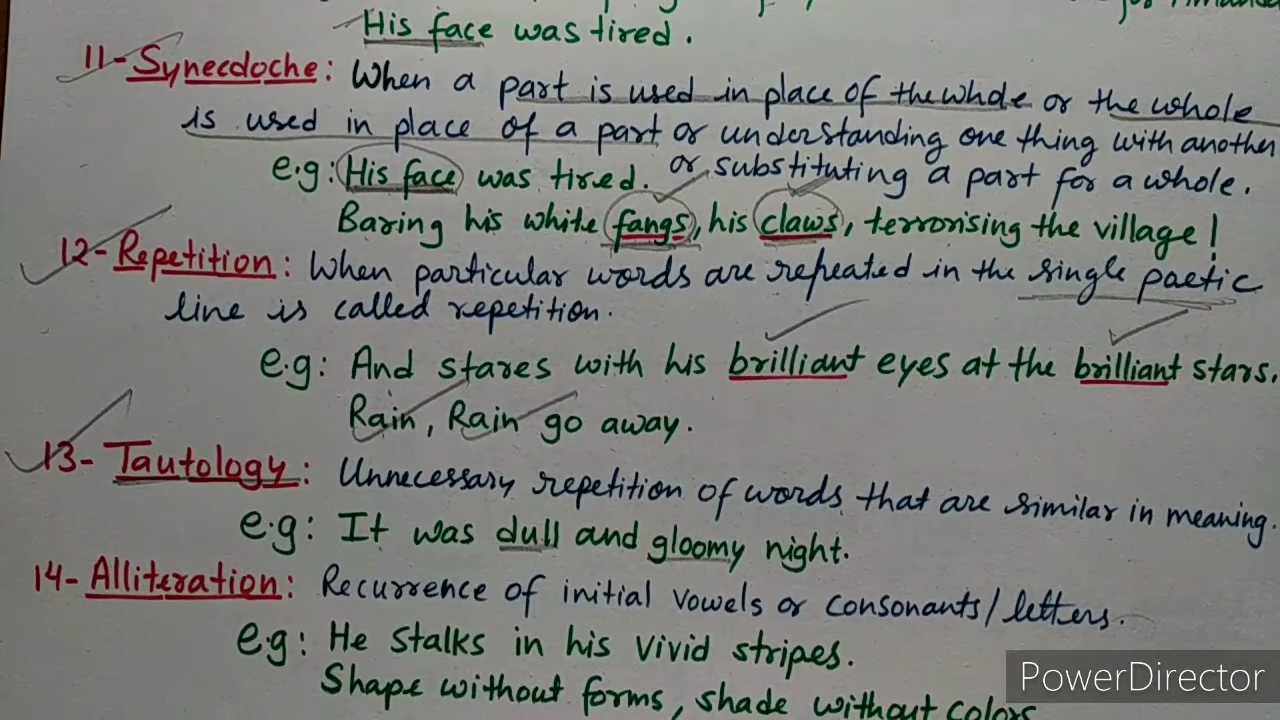 His face was tired.
11- Synecdoche: When a part is used in place of the whole or the whole
is used in place of a part or understanding one thing with another
or substituting a part for a whole.
e.g: His face was tired.
Baring his white fangs, his claws, terrorising the village!
12- Repetition: When particular words are repeated in the single paetic
line is called repetition.
e.g: And stares with his brilliant eyes at the brilliant stars.
Rain, Rain go away.
13- Tautology: Unnecessary repetition of words that are similar in meaning.
e.g: It was dull and gloomy night.
14- Alliteration: Recurrence of initial vowels or consonants/letters.
e.g: He stalks in his vivid stripes.
Shape without forms, shade without colors
PowerDirector